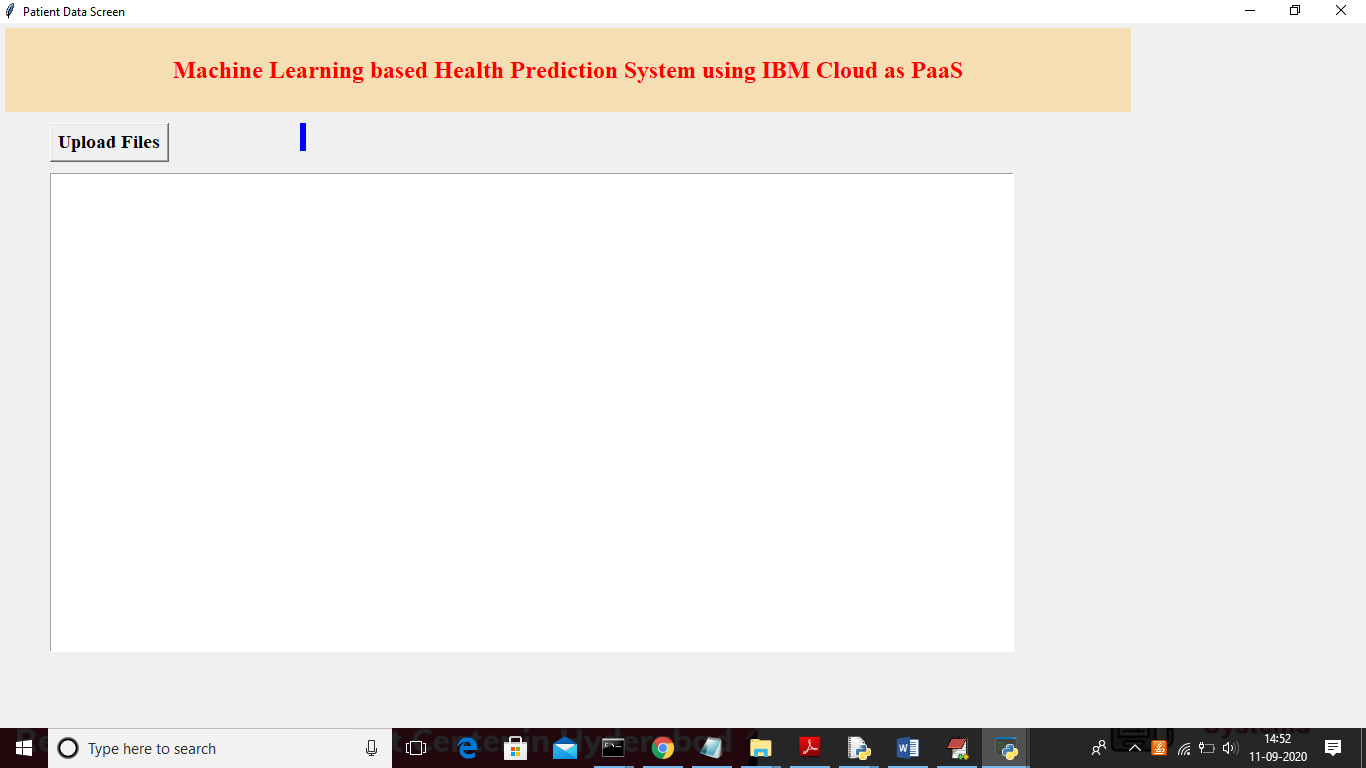 Patient Data Screen
Machine Learning based Health Prediction System using IBM Cloud as PaaS
Upload Files
Type here to search
14:52
11-09-2020